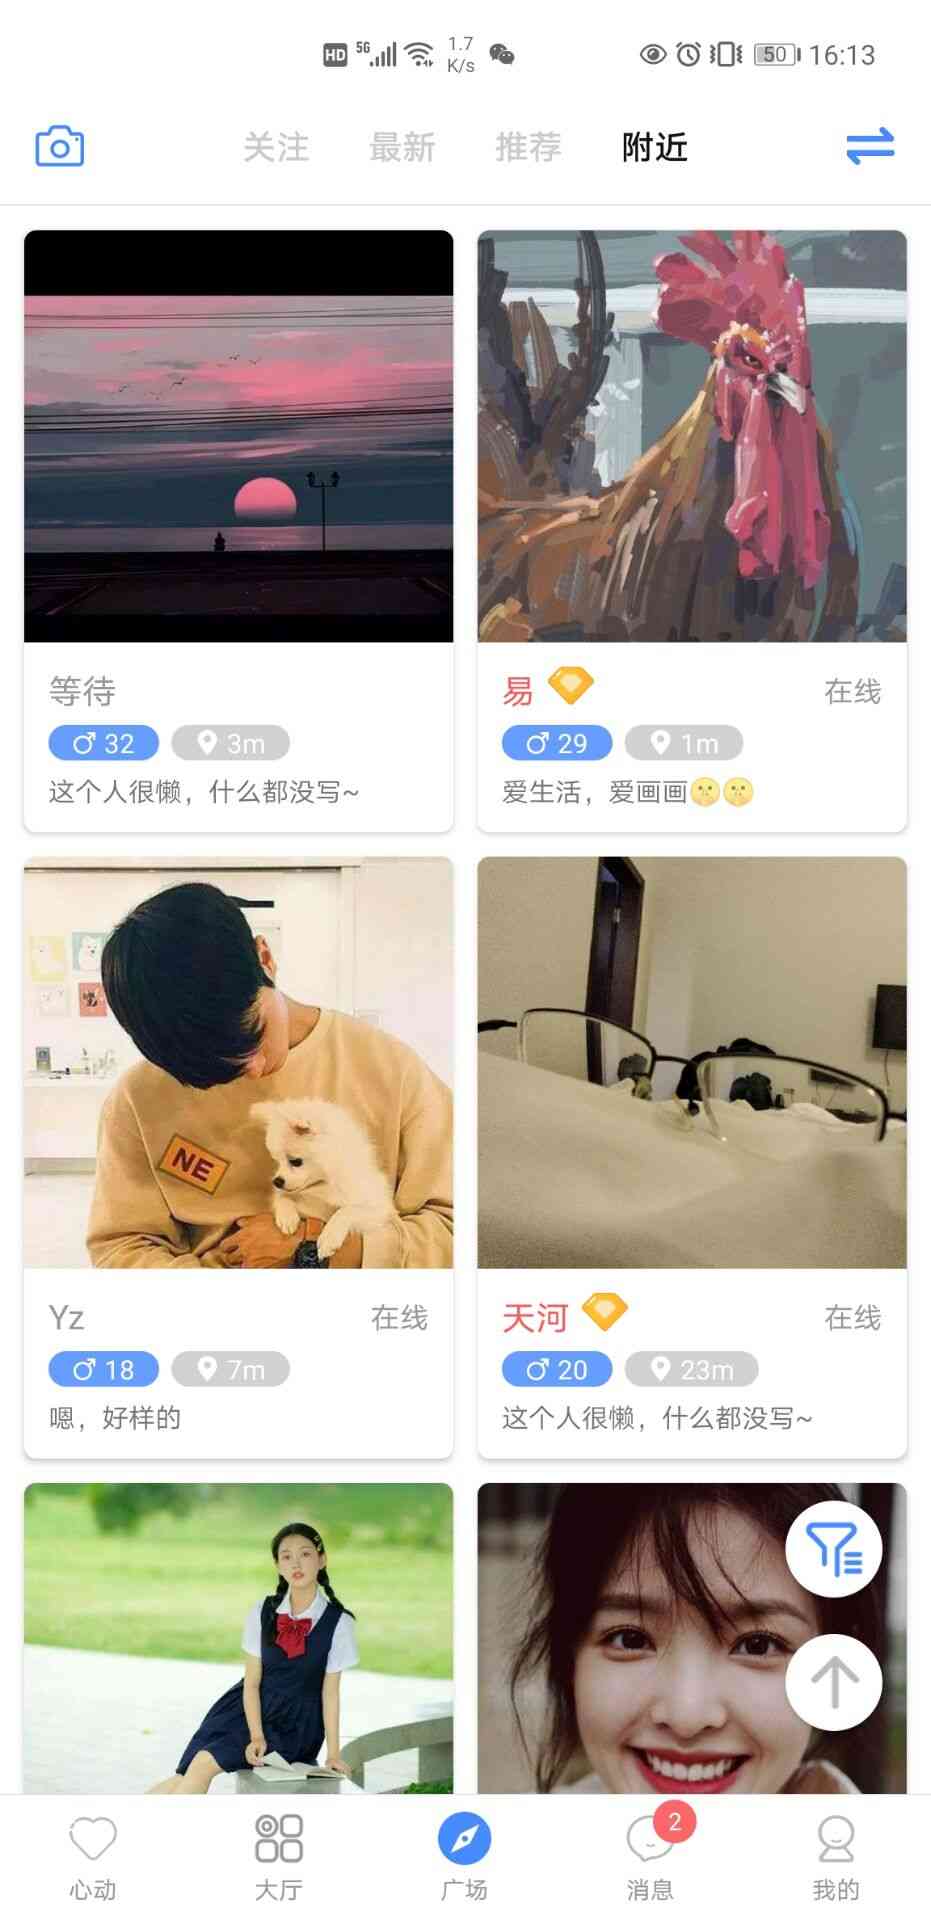 HD 5G 1.7 K/s 50 16:13
关注 最新 推荐 附近
等待
32 3m
这个人很懒，什么都没写~
易 在线
29 1m
爱生活，爱画画🤫🤫
NE
Yz 在线
18 7m
嗯，好样的
天河 在线
20 23m
这个人很懒，什么都没写~
2
心动 大厅 广场 消息 我的